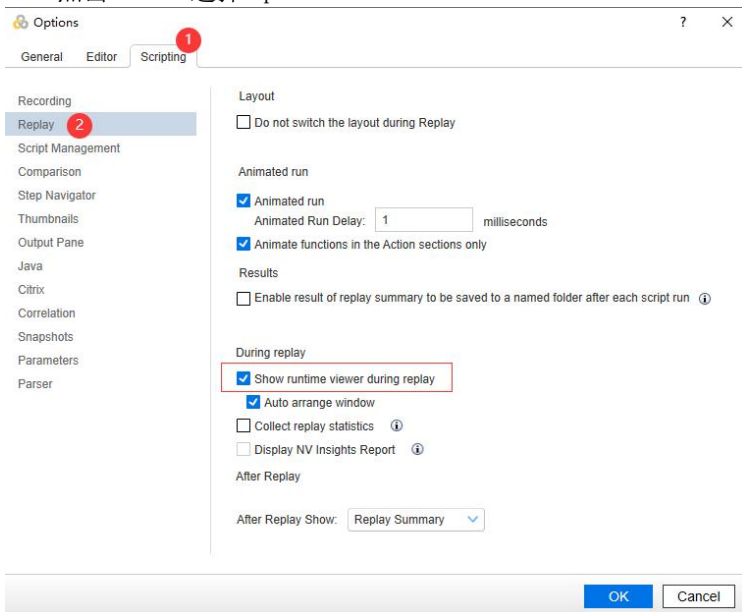 Options
?
General Editor Scripting
1
Recording
Replay 2
Script Management
Comparison
Step Navigator
Thumbnails
Output Pane
Java
Citrix
Correlation
Snapshots
Parameters
Parser
Layout
Do not switch the layout during Replay
Animated run
Animated run
Animated Run Delay: 1 milliseconds
Animate functions in the Action sections only
Results
Enable result of replay summary to be saved to a named folder after each script run
During replay
Show runtime viewer during replay
Auto arrange window
Collect replay statistics
Display NV Insights Report
After Replay
After Replay Show: Replay Summary
OK Cancel